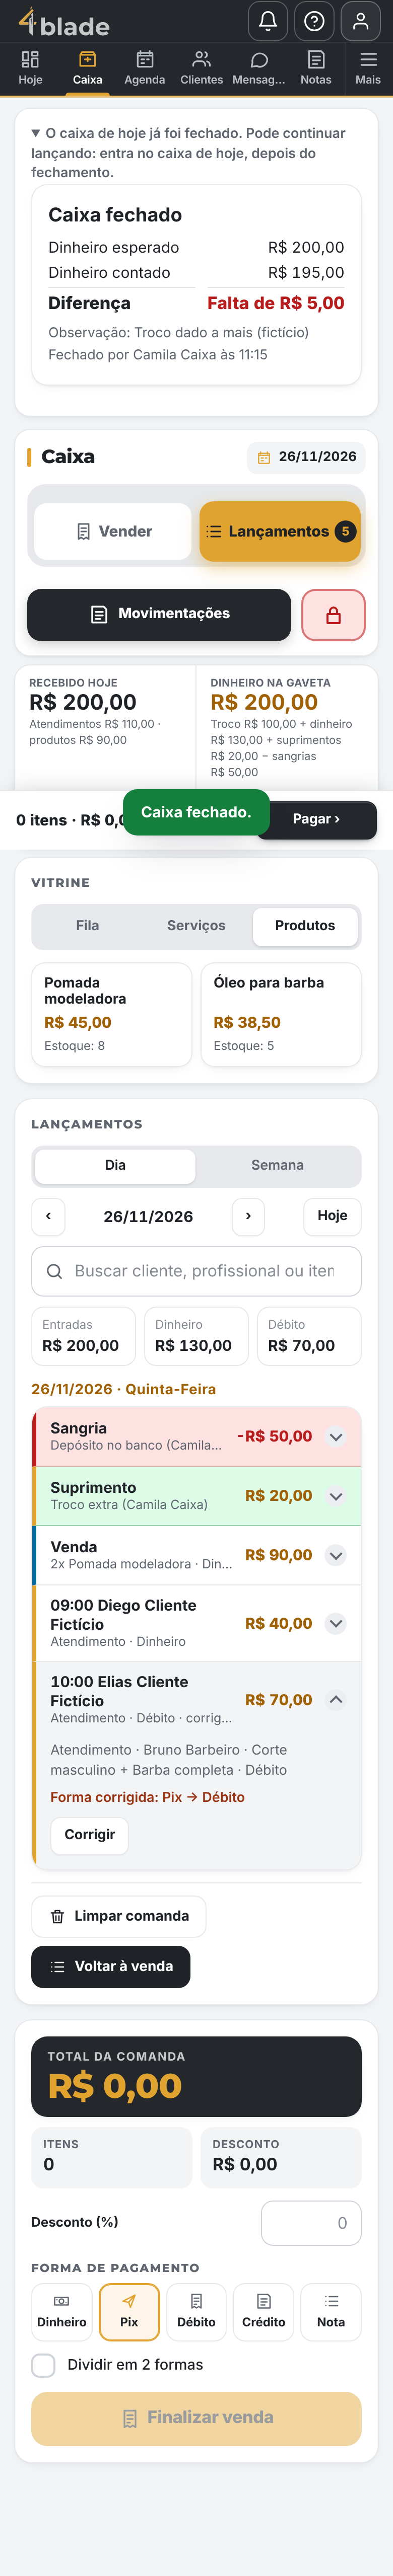 4blade
Hoje
Caixa
Agenda
Clientes
Mensag...
Notas
Mais
▼ O caixa de hoje já foi fechado. Pode continuar
lançando: entra no caixa de hoje, depois do
fechamento.
Caixa fechado
Dinheiro esperado R$ 200,00
Dinheiro contado R$ 195,00
Diferença Falta de R$ 5,00
Observação: Troco dado a mais (fictício)
Fechado por Camila Caixa às 11:15
Caixa
26/11/2026
Vender
Lançamentos 5
Movimentações
RECEBIDO HOJE
R$ 200,00
Atendimentos R$ 110,00 ·
produtos R$ 90,00
DINHEIRO NA GAVETA
R$ 200,00
Troco R$ 100,00 + dinheiro
R$ 130,00 + suprimentos
R$ 20,00 − sangrias
R$ 50,00
0 itens · R$ 0,0
Caixa fechado.
Pagar ›
VITRINE
Fila
Serviços
Produtos
Pomada
modeladora
R$ 45,00
Estoque: 8
Óleo para barba
R$ 38,50
Estoque: 5
LANÇAMENTOS
Dia
Semana
‹
26/11/2026
›
Hoje
Buscar cliente, profissional ou iter
Entradas
R$ 200,00
Dinheiro
R$ 130,00
Débito
R$ 70,00
26/11/2026 · Quinta-Feira
Sangria
Depósito no banco (Camila...
-R$ 50,00
Suprimento
Troco extra (Camila Caixa)
R$ 20,00
Venda
2x Pomada modeladora · Din...
R$ 90,00
09:00 Diego Cliente
Fictício
Atendimento · Dinheiro
R$ 40,00
10:00 Elias Cliente
Fictício
Atendimento · Débito · corrig...
R$ 70,00
Atendimento · Bruno Barbeiro · Corte
masculino + Barba completa · Débito
Forma corrigida: Pix → Débito
Corrigir
Limpar comanda
Voltar à venda
TOTAL DA COMANDA
R$ 0,00
ITENS
0
DESCONTO
R$ 0,00
Desconto (%)
0
FORMA DE PAGAMENTO
Dinheiro
Pix
Débito
Crédito
Nota
Dividir em 2 formas
Finalizar venda